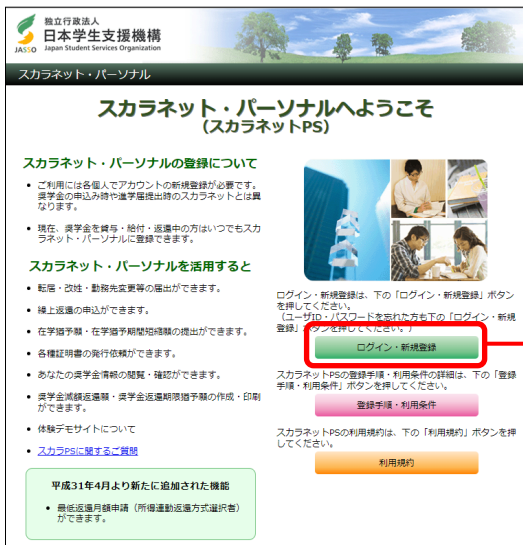 独立行政法人
日本学生支援機構
JASSO Japan Student Services Organization
スカラネット・パーソナル
スカラネット・パーソナルへようこそ
(スカラネットPS)
スカラネット・パーソナルの登録について
• ご利用には各個人でアカウントの新規登録が必要です。
奨学金の申込み時や進学届提出時のスカラネットとは異
なります。
• 現在、奨学金を貸与・給付・返還中の方はいつでもスカ
ラネット・パーソナルに登録できます。
スカラネット・パーソナルを活用すると
• 転居・改姓・勤務先変更等の届出ができます。
• 繰上返還の申込ができます。
• 在学猶予願・在学猶予期間短縮願の提出ができます。
• 各種証明書の発行依頼ができます。
• あなたの奨学金情報の閲覧・確認ができます。
• 奨学金減額返還願・奨学金返還期限猶予願の作成・印刷
ができます。
• 体験デモサイトについて
• スカラPSに関するご質問
平成31年4月より新たに追加された機能
• 最低返還月額申請(所得連動返還方式選択者)
ができます。
ログイン・新規登録は、下の「ログイン・新規登録」ボタン
を押してください。
(ユーザID・パスワードを忘れた方も下の「ログイン・新規
登録」ボタンを押してください。)
ログイン・新規登録
スカラネットPSの登録手順・利用条件の詳細は、下の「登録
手順・利用条件」ボタンを押してください。
登録手順・利用条件
スカラネットPSの利用規約は、下の「利用規約」ボタンを押
してください。
利用規約